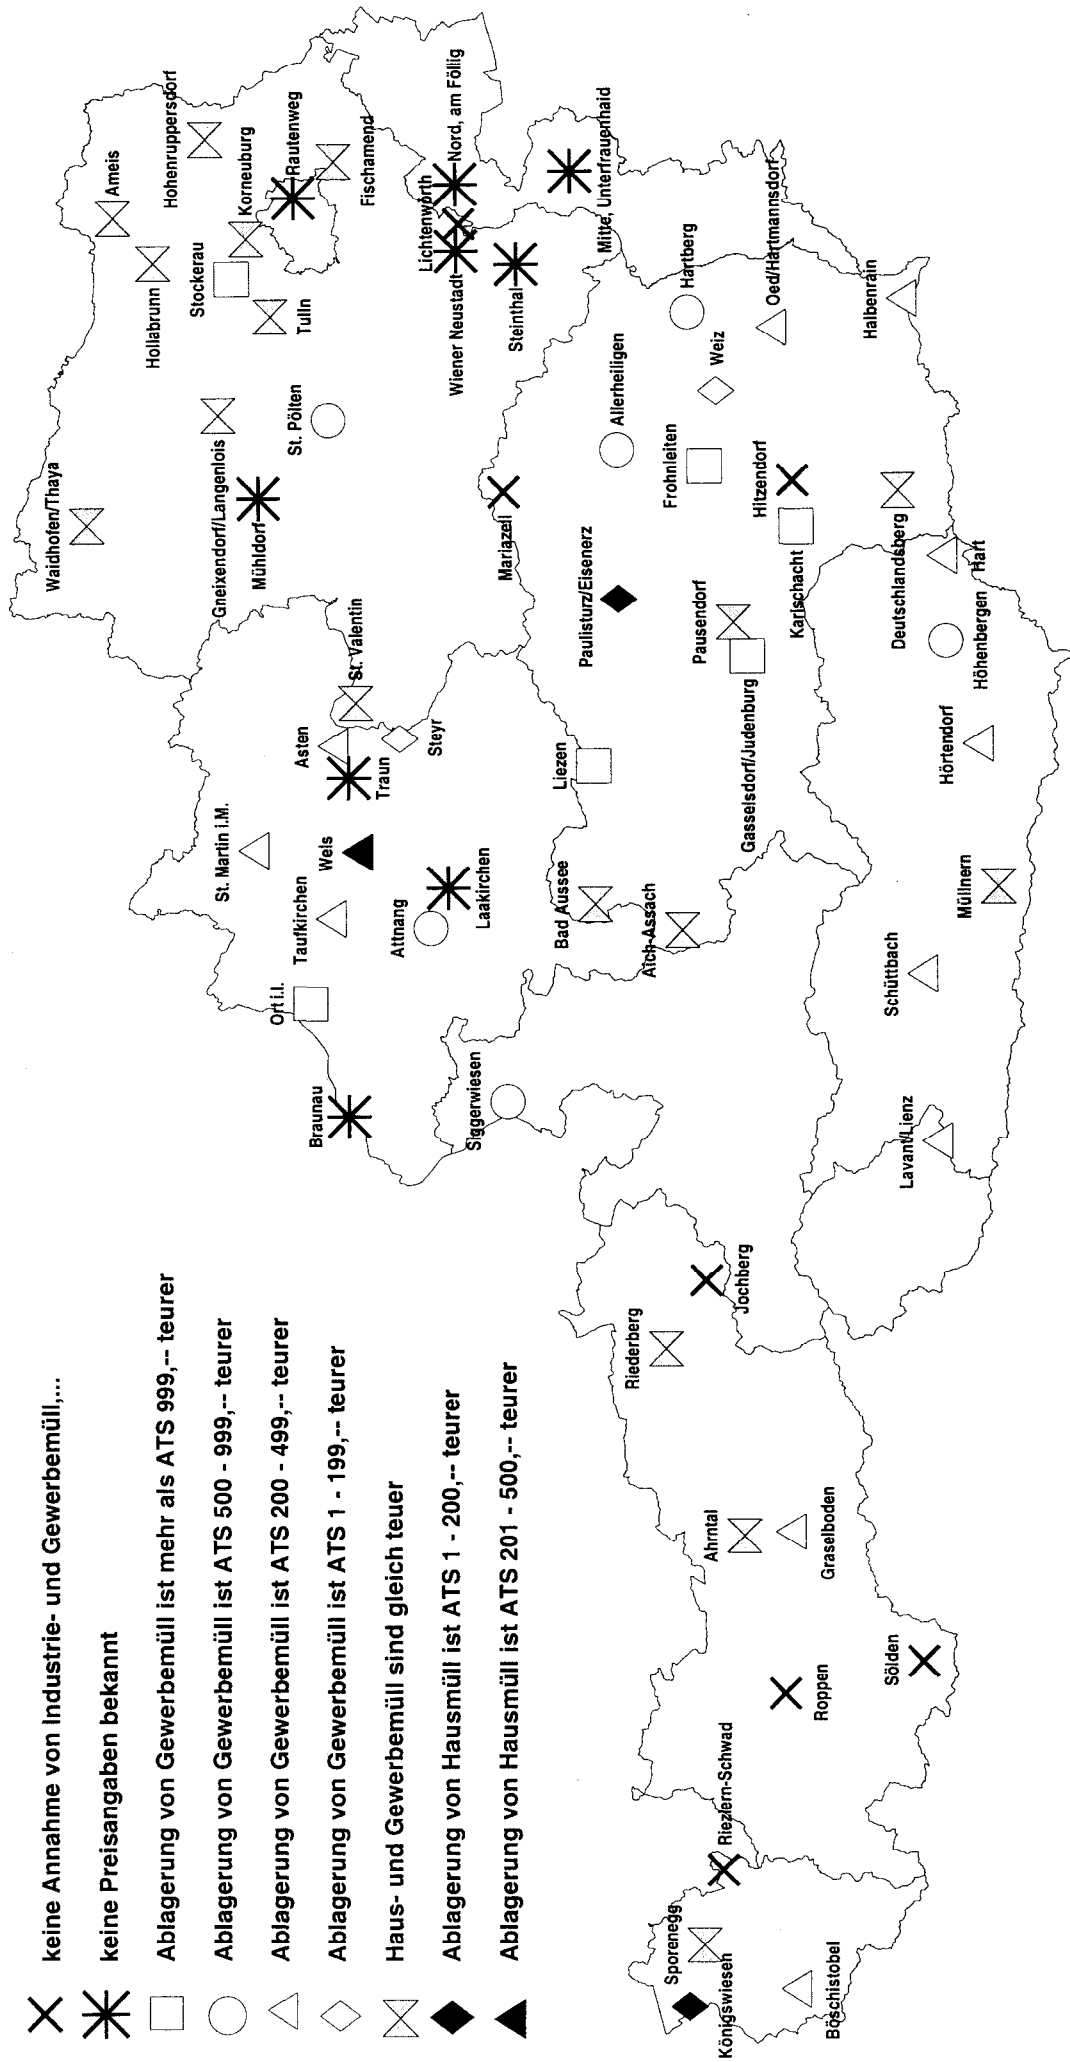 keine Annahme von Industrie- und Gewerbemüll,...
keine Preisangaben bekannt
Ablagerung von Gewerbemüll ist mehr als ATS 999,-- teurer
Ablagerung von Gewerbemüll ist ATS 500 - 999,-- teurer
Ablagerung von Gewerbemüll ist ATS 200 - 499,-- teurer
Ablagerung von Gewerbemüll ist ATS 1 - 199,-- teurer
Haus- und Gewerbemüll sind gleich teuer
Ablagerung von Hausmüll ist ATS 1 - 200,-- teurer
Ablagerung von Hausmüll ist ATS 201 - 500,-- teurer
Waidhofen/Thaya
Ameis
Hohenruppersdorf
Hollabrunn
Stockerau
Korneuburg
Rautenweg
Fischamend
Tulln
Gneixendorf/Langenlois
Mühldorf
St. Pölten
Lichtenwörth
Nord, am Föllig
Wiener Neustadt
Steinthal
Mitte, Unterfrauenhaid
Mariazell
St. Valentin
Steyr
Asten
Traun
St. Martin i.M.
Wels
Taufkirchen
Attnang
Laakirchen
Ort i.I.
Braunau
Siggerwiesen
Bad Aussee
Aich-Assach
Liezen
Paulisturz/Eisenerz
Allerheiligen
Hartberg
Weiz
Oed/Hartmannsdorf
Halbenrain
Frohnleiten
Hitzendorf
Karlschacht
Pausendorf
Gasselsdorf/Judenburg
Deutschlandsberg
Hart
Höhenbergen
Hörtendorf
Müllnern
Schüttbach
Lavant/Lienz
Jochberg
Riederberg
Ahrntal
Graselboden
Sölden
Roppen
Riezlern-Schwad
Sporenegg
Königswiesen
Böschistobel